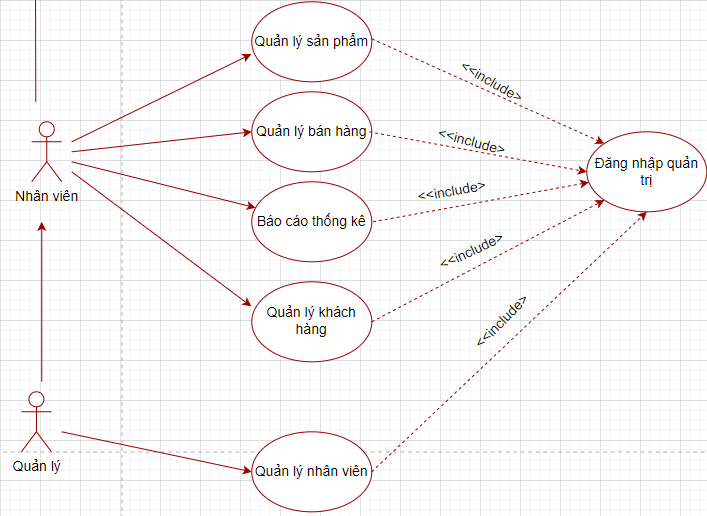 Quản lý sản phẩm
<<include>
Quản lý bán hàng
<<include>
Đăng nhập quản
trị
Nhân viên
<<include>
Báo cáo thống kê
<<include>
Quản lý khách
hàng
<<include>
Quản lý
Quản lý nhân viên